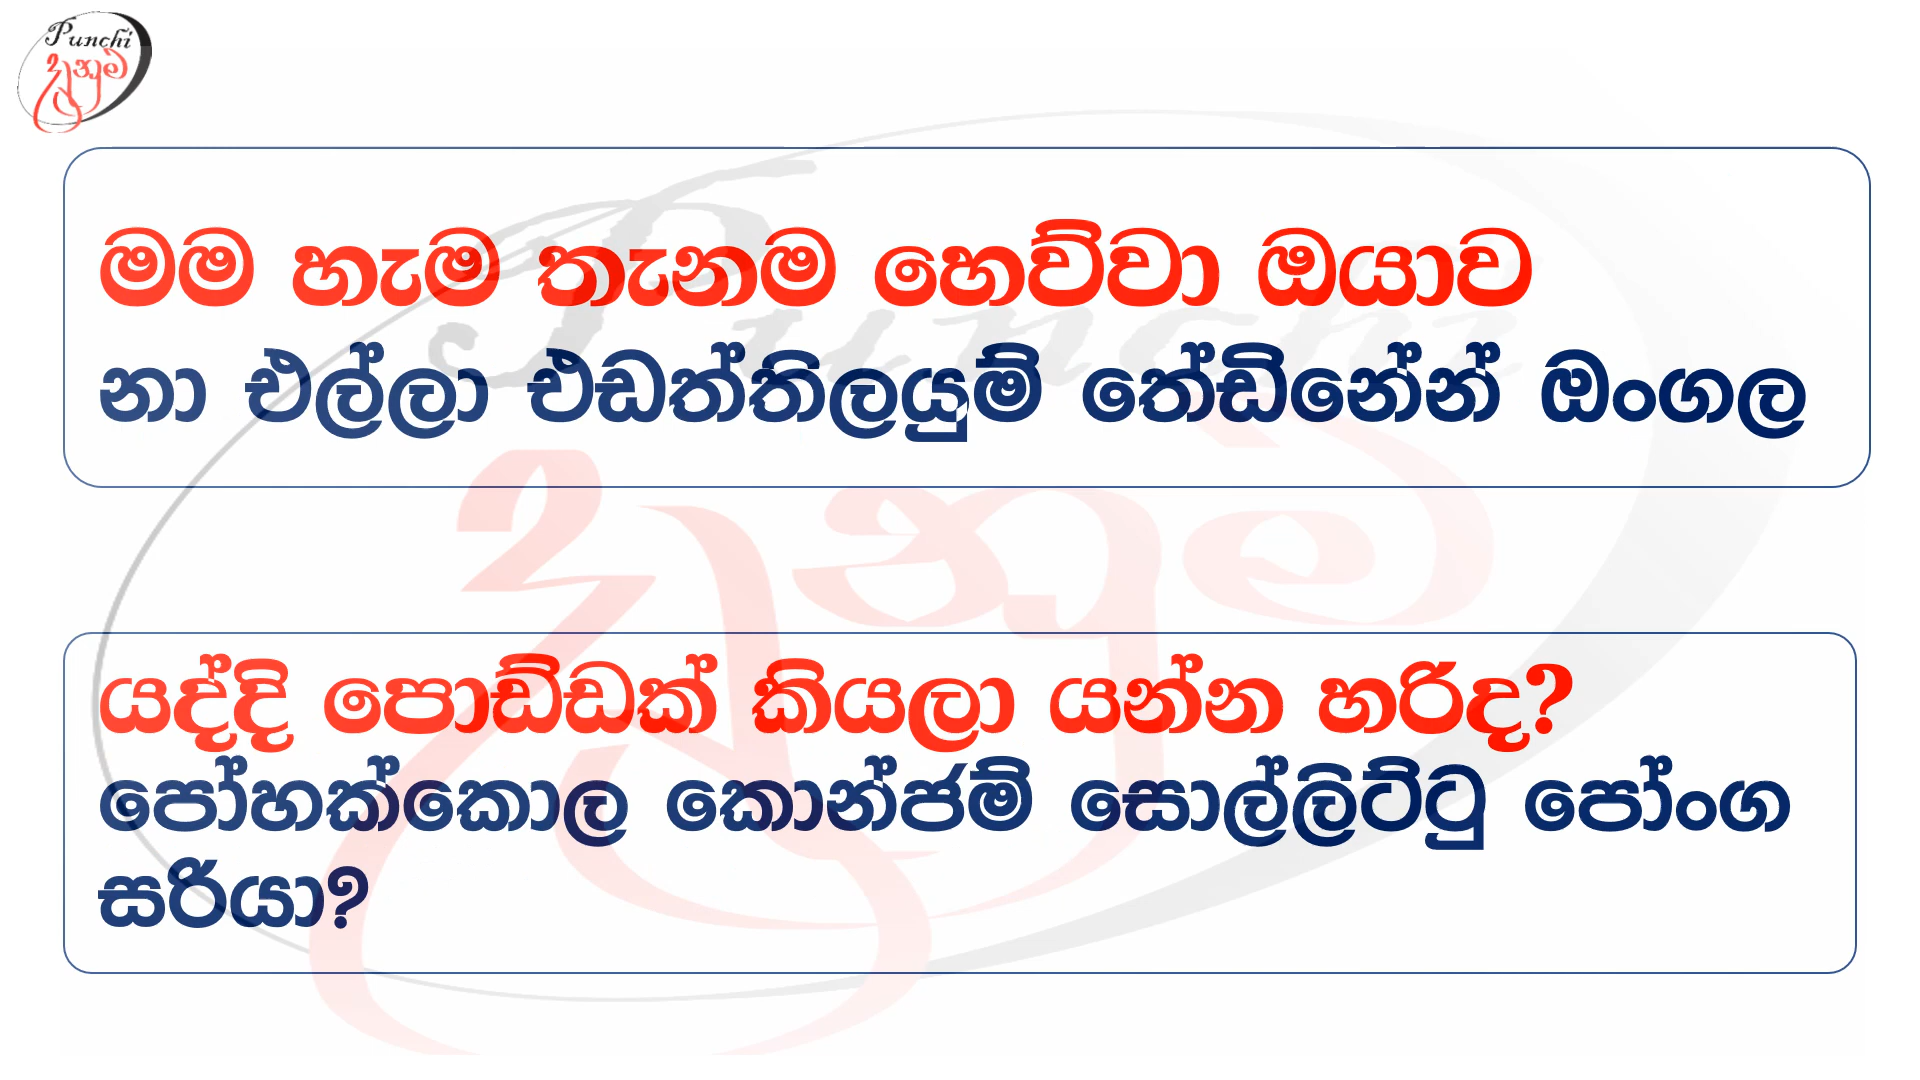 Punchi
දැනුම
මම හැම තැනම හෙව්වා ඔයාව
නා එල්ලා එඩත්තිලයුම් තේඩිනේන් ඔංගල
යද්දි පොඩ්ඩක් කියලා යන්න හරිද?
පෝහක්කොල කොන්ජම් සොල්ලිට්ටු පෝංග
සරියා?